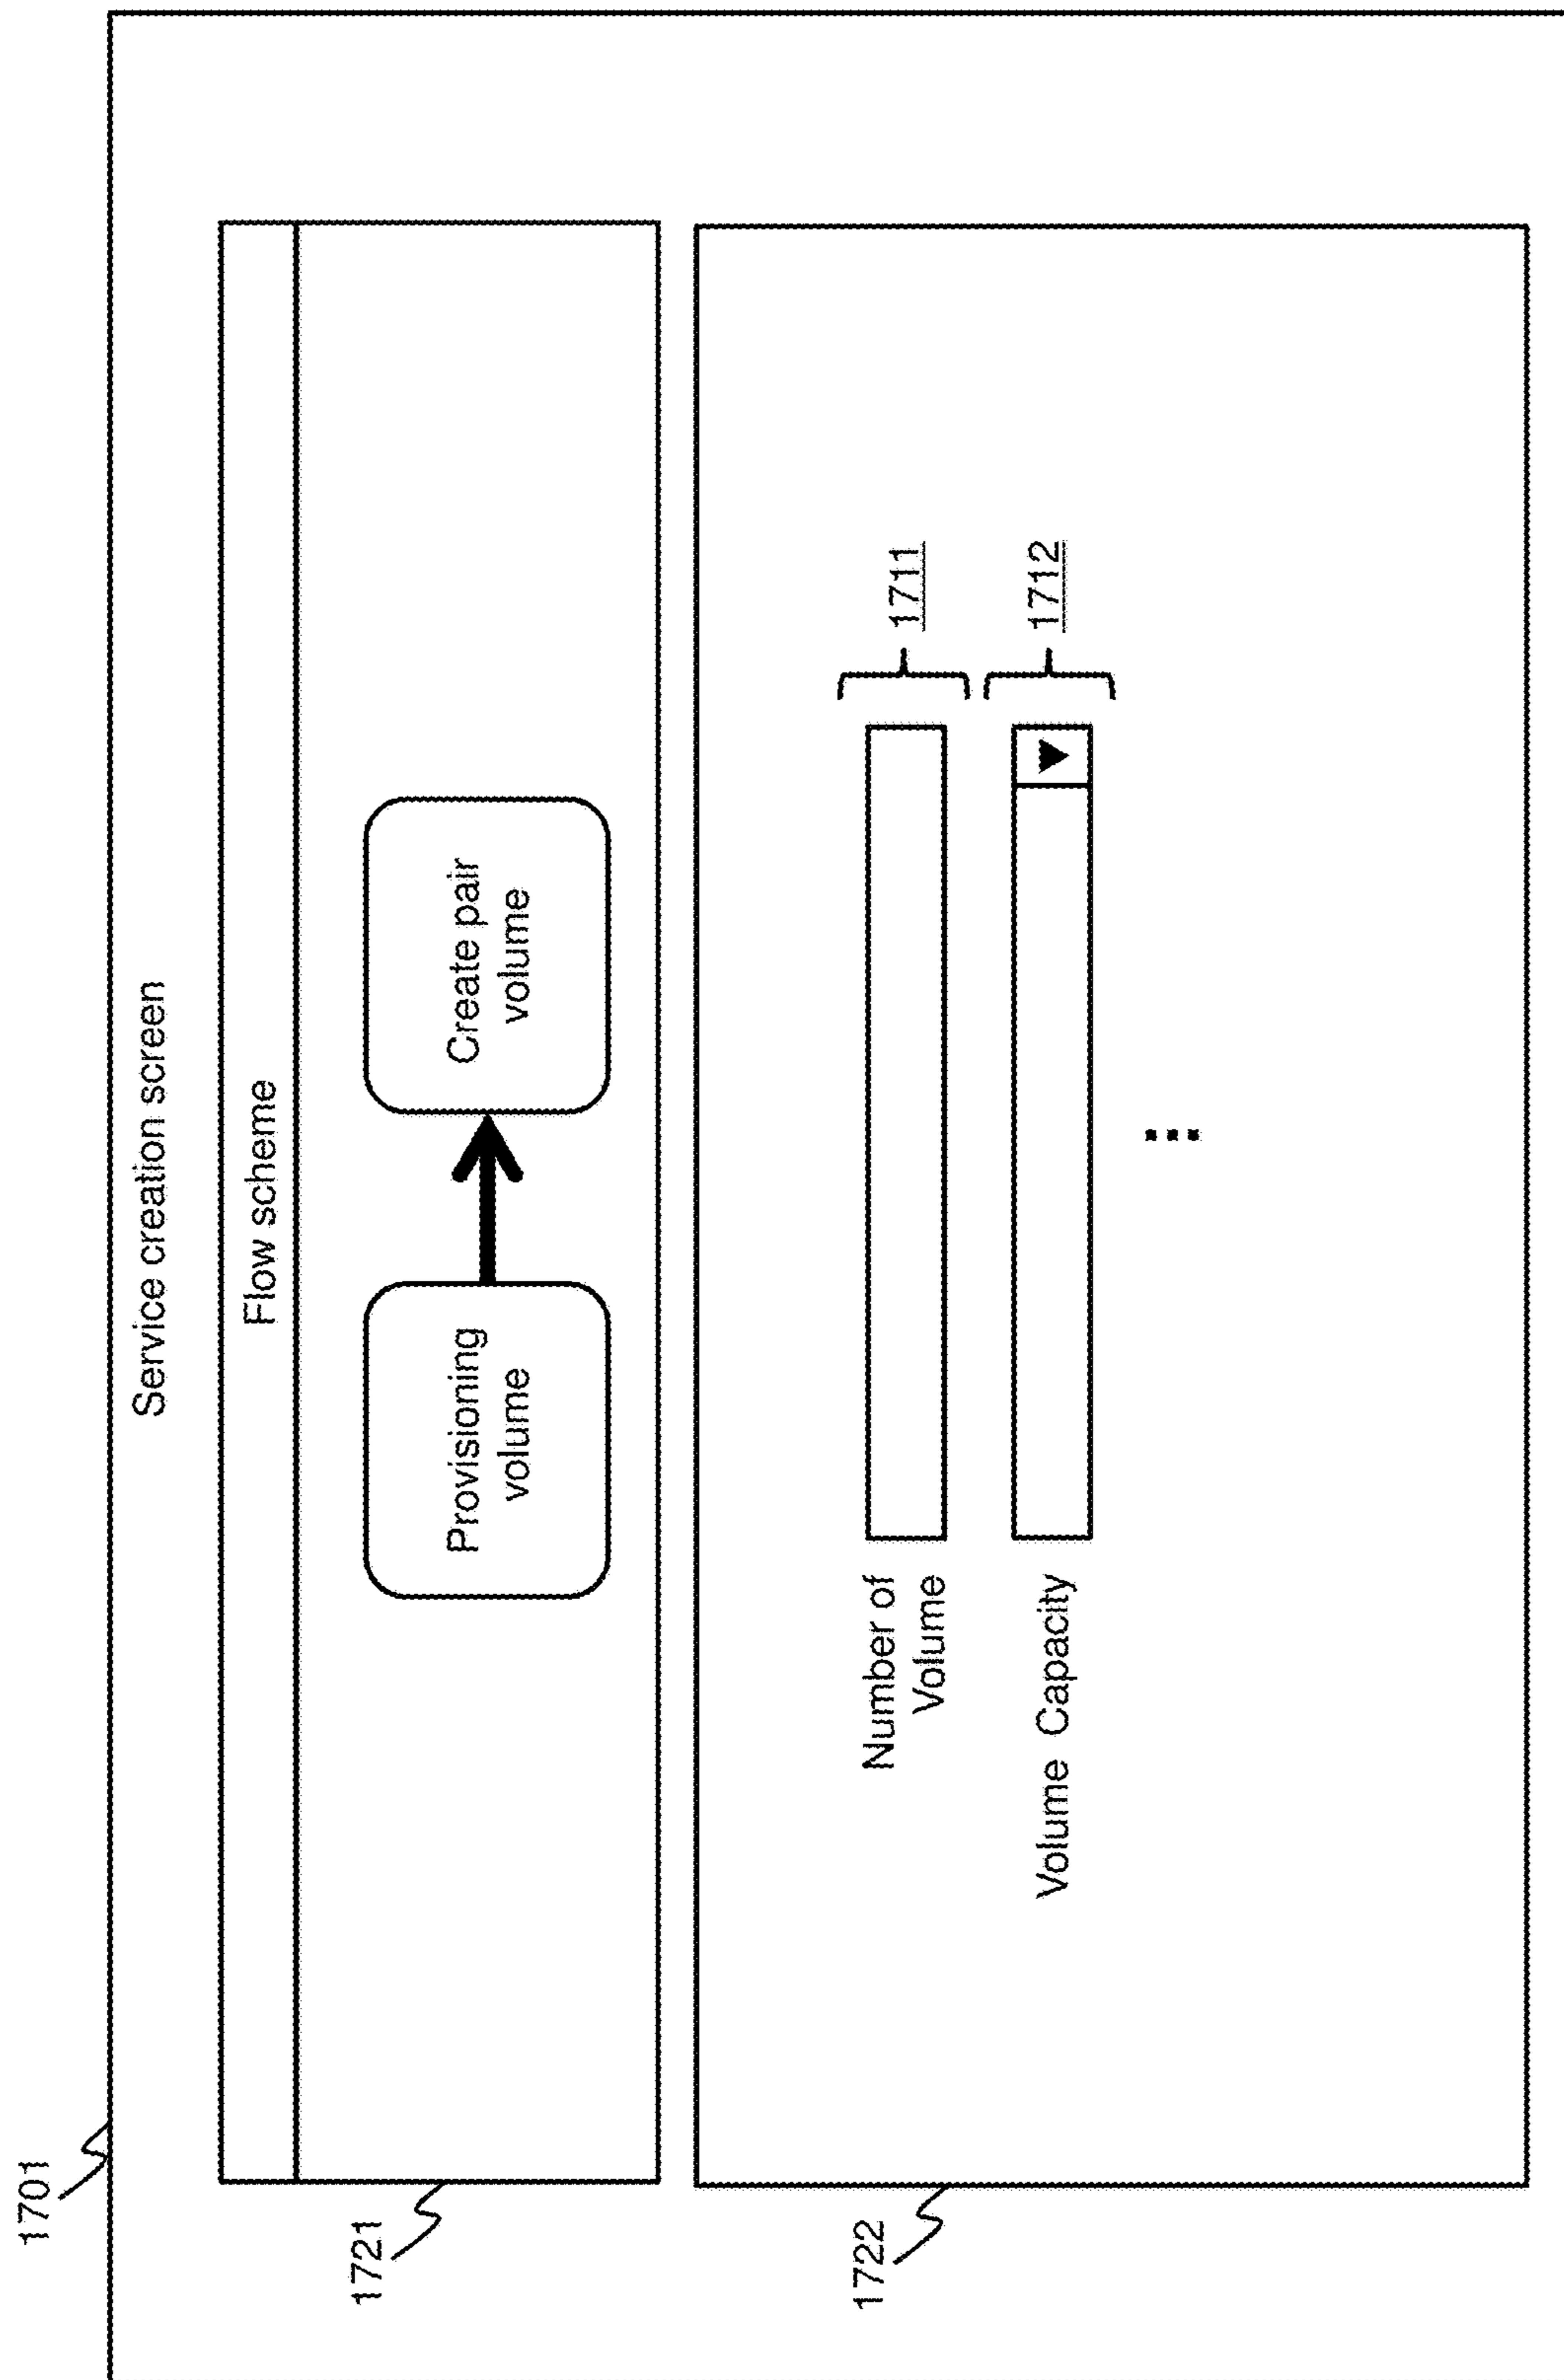 1701
Service creation screen
1721
Flow scheme
Provisioning
volume
Create pair
volume
1722
Number of
Volume
1711
Volume Capacity
1712
...